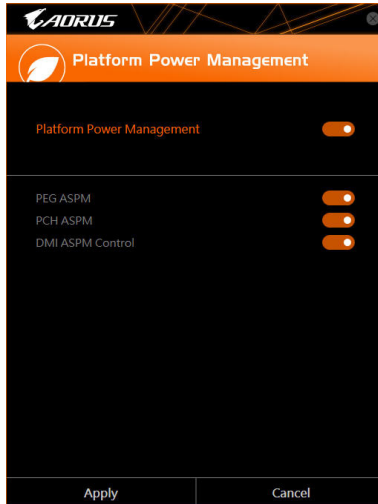 AORUS
Platform Power Management
Platform Power Management
PEG ASPM
PCH ASPM
DMI ASPM Control
Apply Cancel